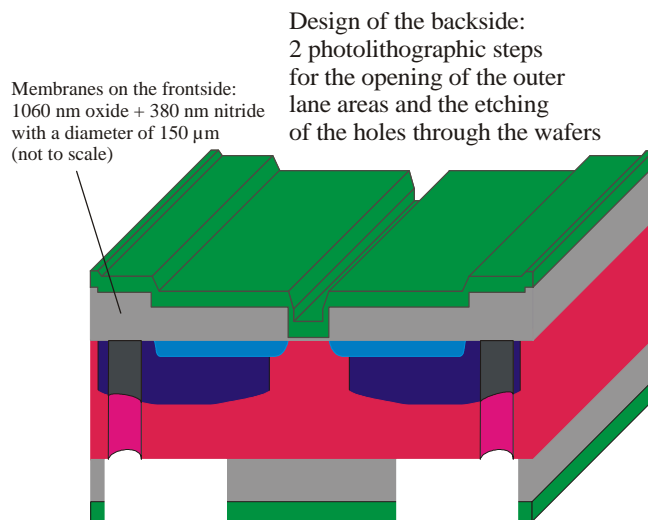 Design of the backside:
2 photolithographic steps
for the opening of the outer
lane areas and the etching
of the holes through the wafers
Membranes on the frontside:
1060 nm oxide + 380 nm nitride
with a diameter of 150 µm
(not to scale)